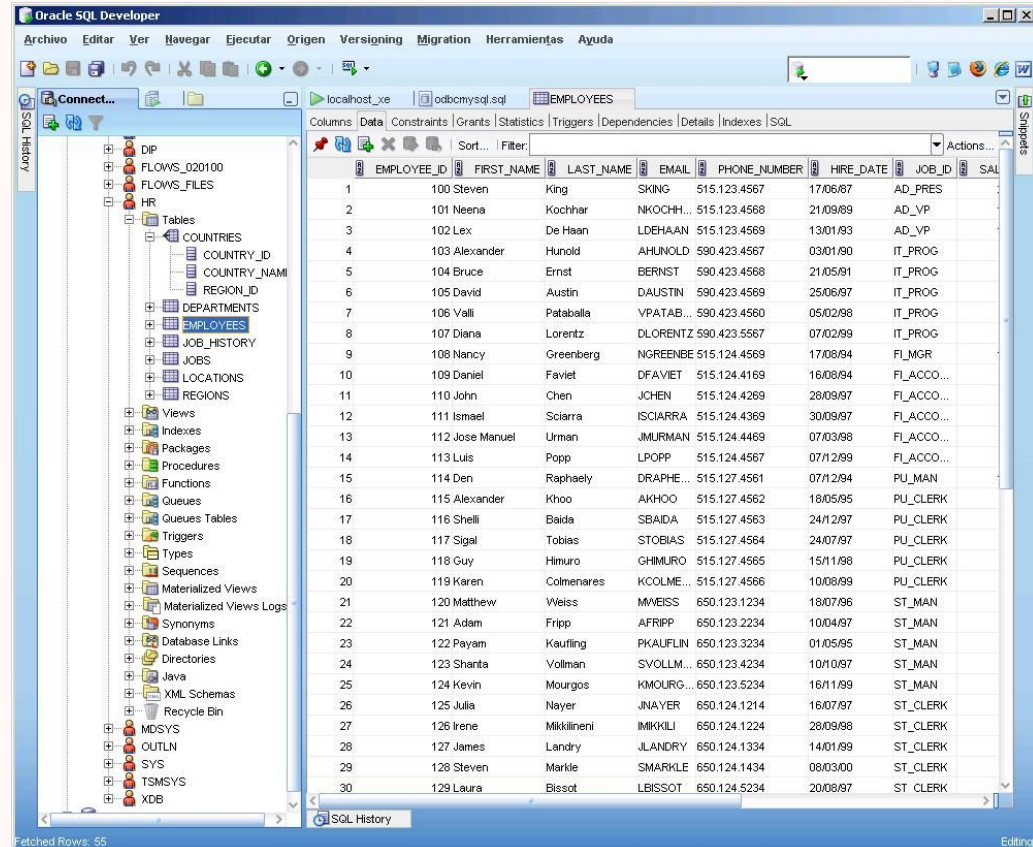 Oracle SQL Developer
Archivo Editar Ver Navegar Ejecutar Origen Versioning Migration Herramientas Ayuda
Connect...
SQL History
DIP
FLOWS_020100
FLOWS_FILES
HR
Tables
COUNTRIES
COUNTRY_ID
COUNTRY_NAM
REGION_ID
DEPARTMENTS
EMPLOYEES
JOB_HISTORY
JOBS
LOCATIONS
REGIONS
Views
Indexes
Packages
Procedures
Functions
Queues
Queues Tables
Triggers
Types
Sequences
Materialized Views
Materialized Views Logs
Synonyms
Database Links
Directories
Java
XML Schemas
Recycle Bin
MDSYS
OUTLN
SYS
TSMSYS
XDB
localhost_xe odbcmysql.sql EMPLOYEES
Columns Data Constraints Grants Statistics Triggers Dependencies Details Indexes SQL
Sort... Filter: Actions...
EMPLOYEE_ID FIRST_NAME LAST_NAME EMAIL PHONE_NUMBER HIRE_DATE JOB_ID SAL
1 100 Steven King SKING 515.123.4567 17/06/87 AD_PRES
2 101 Neena Kochhar NKOCHH... 515.123.4568 21/09/89 AD_VP
3 102 Lex De Haan LDEHAAN 515.123.4569 13/01/93 AD_VP
4 103 Alexander Hunold AHUNOLD 590.423.4567 03/01/90 IT_PROG
5 104 Bruce Ernst BERNST 590.423.4568 21/05/91 IT_PROG
6 105 David Austin DAUSTIN 590.423.4569 25/06/97 IT_PROG
7 106 Valli Pataballa VPATAB... 590.423.4560 05/02/98 IT_PROG
8 107 Diana Lorentz DLORENTZ 590.423.5567 07/02/99 IT_PROG
9 108 Nancy Greenberg NGREENBE 515.124.4569 17/08/94 FI_MGR
10 109 Daniel Faviet DFAVIET 515.124.4169 16/08/94 FI_ACCO...
11 110 John Chen JCHEN 515.124.4269 28/09/97 FI_ACCO...
12 111 Ismael Sciarra ISCIARRA 515.124.4369 30/09/97 FI_ACCO...
13 112 Jose Manuel Urman JMURMAN 515.124.4469 07/03/98 FI_ACCO...
14 113 Luis Popp LPOPP 515.124.4567 07/12/99 FI_ACCO...
15 114 Den Raphaely DRAPHE... 515.127.4561 07/12/94 PU_MAN
16 115 Alexander Khoo AKHOO 515.127.4562 18/05/95 PU_CLERK
17 116 Shelli Baida SBAIDA 515.127.4563 24/12/97 PU_CLERK
18 117 Sigal Tobias STOBIAS 515.127.4564 24/07/97 PU_CLERK
19 118 Guy Himuro GHIMURO 515.127.4565 15/11/98 PU_CLERK
20 119 Karen Colmenares KCOLME... 515.127.4566 10/08/99 PU_CLERK
21 120 Matthew Weiss MWEISS 650.123.1234 18/07/96 ST_MAN
22 121 Adam Fripp AFRIPP 650.123.2234 10/04/97 ST_MAN
23 122 Payam Kaufling PKAUFLIN 650.123.3234 01/05/95 ST_MAN
24 123 Shanta Vollman SVOLLM... 650.123.4234 10/10/97 ST_MAN
25 124 Kevin Mourgos KMOURG... 650.123.5234 16/11/99 ST_MAN
26 125 Julia Nayer JNAYER 650.124.1214 16/07/97 ST_CLERK
27 126 Irene Mikkilineni IMIKKILI 650.124.1224 28/09/98 ST_CLERK
28 127 James Landry JLANDRY 650.124.1334 14/01/99 ST_CLERK
29 128 Steven Markle SMARKLE 650.124.1434 08/03/00 ST_CLERK
30 129 Laura Bissot LBISSOT 650.124.5234 20/08/97 ST_CLERK
Snippets
SQL History
Fetched Rows: 55
Editing